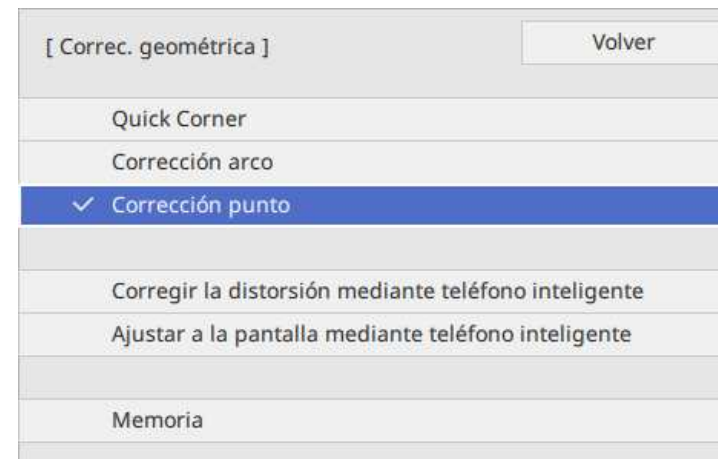 [ Correc. geométrica ]
Volver
Quick Corner
Corrección arco
Corrección punto
Corregir la distorsión mediante teléfono inteligente
Ajustar a la pantalla mediante teléfono inteligente
Memoria